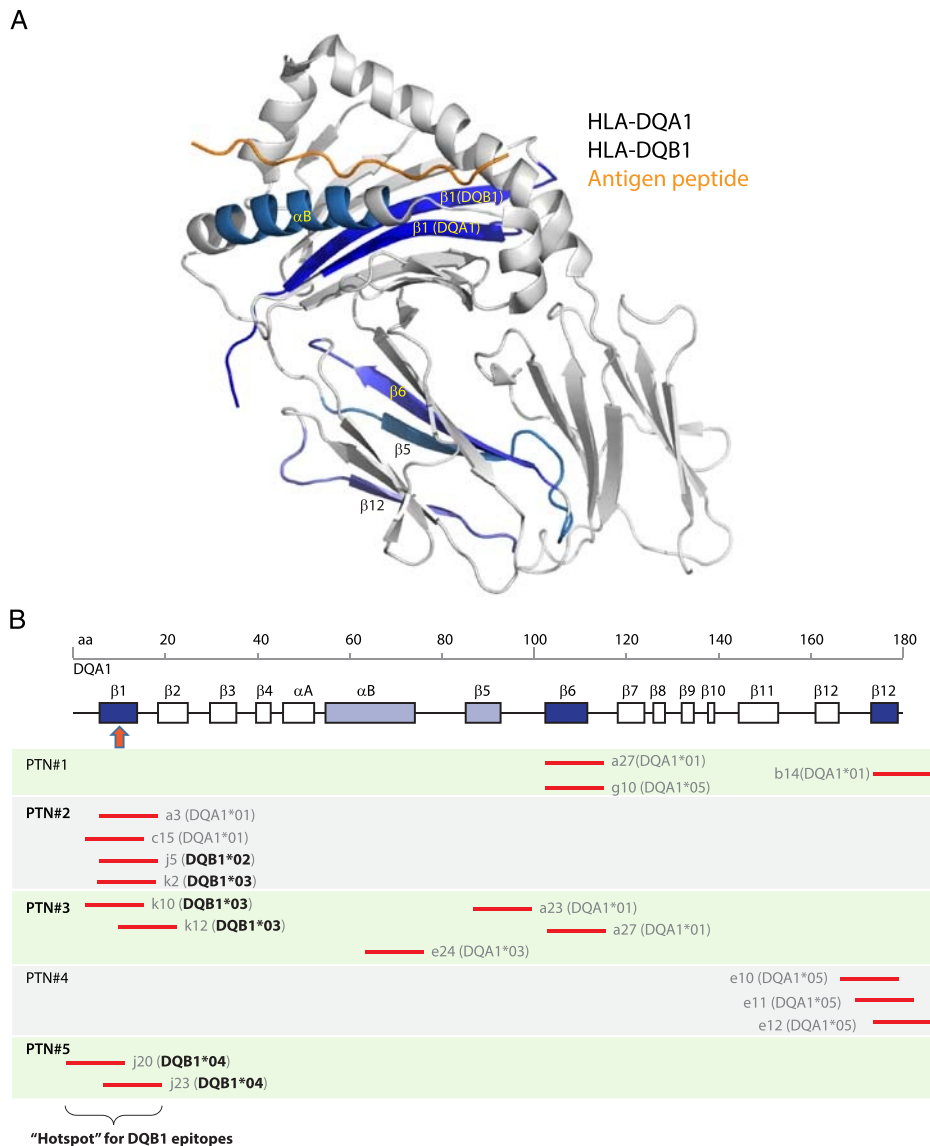 A
HLA-DQA1
HLA-DQB1
Antigen peptide
β1(DQB1)
αB
β1 (DQA1)
β6
β5
β12
B
aa 20 40 60 80 100 120 140 160 180
DQA1
β1 β2 β3 β4 αA αB β5 β6 β7 β8 β9 β10 β11 β12 β12
PTN#1
a27(DQA1*01)
b14(DQA1*01)
g10 (DQA1*05)
PTN#2
a3 (DQA1*01)
c15 (DQA1*01)
j5 (DQB1*02)
k2 (DQB1*03)
PTN#3
k10 (DQB1*03)
a23 (DQA1*01)
k12 (DQB1*03)
a27 (DQA1*01)
e24 (DQA1*03)
PTN#4
e10 (DQA1*05)
e11 (DQA1*05)
e12 (DQA1*05)
PTN#5
j20 (DQB1*04)
j23 (DQB1*04)
“Hotspot” for DQB1 epitopes